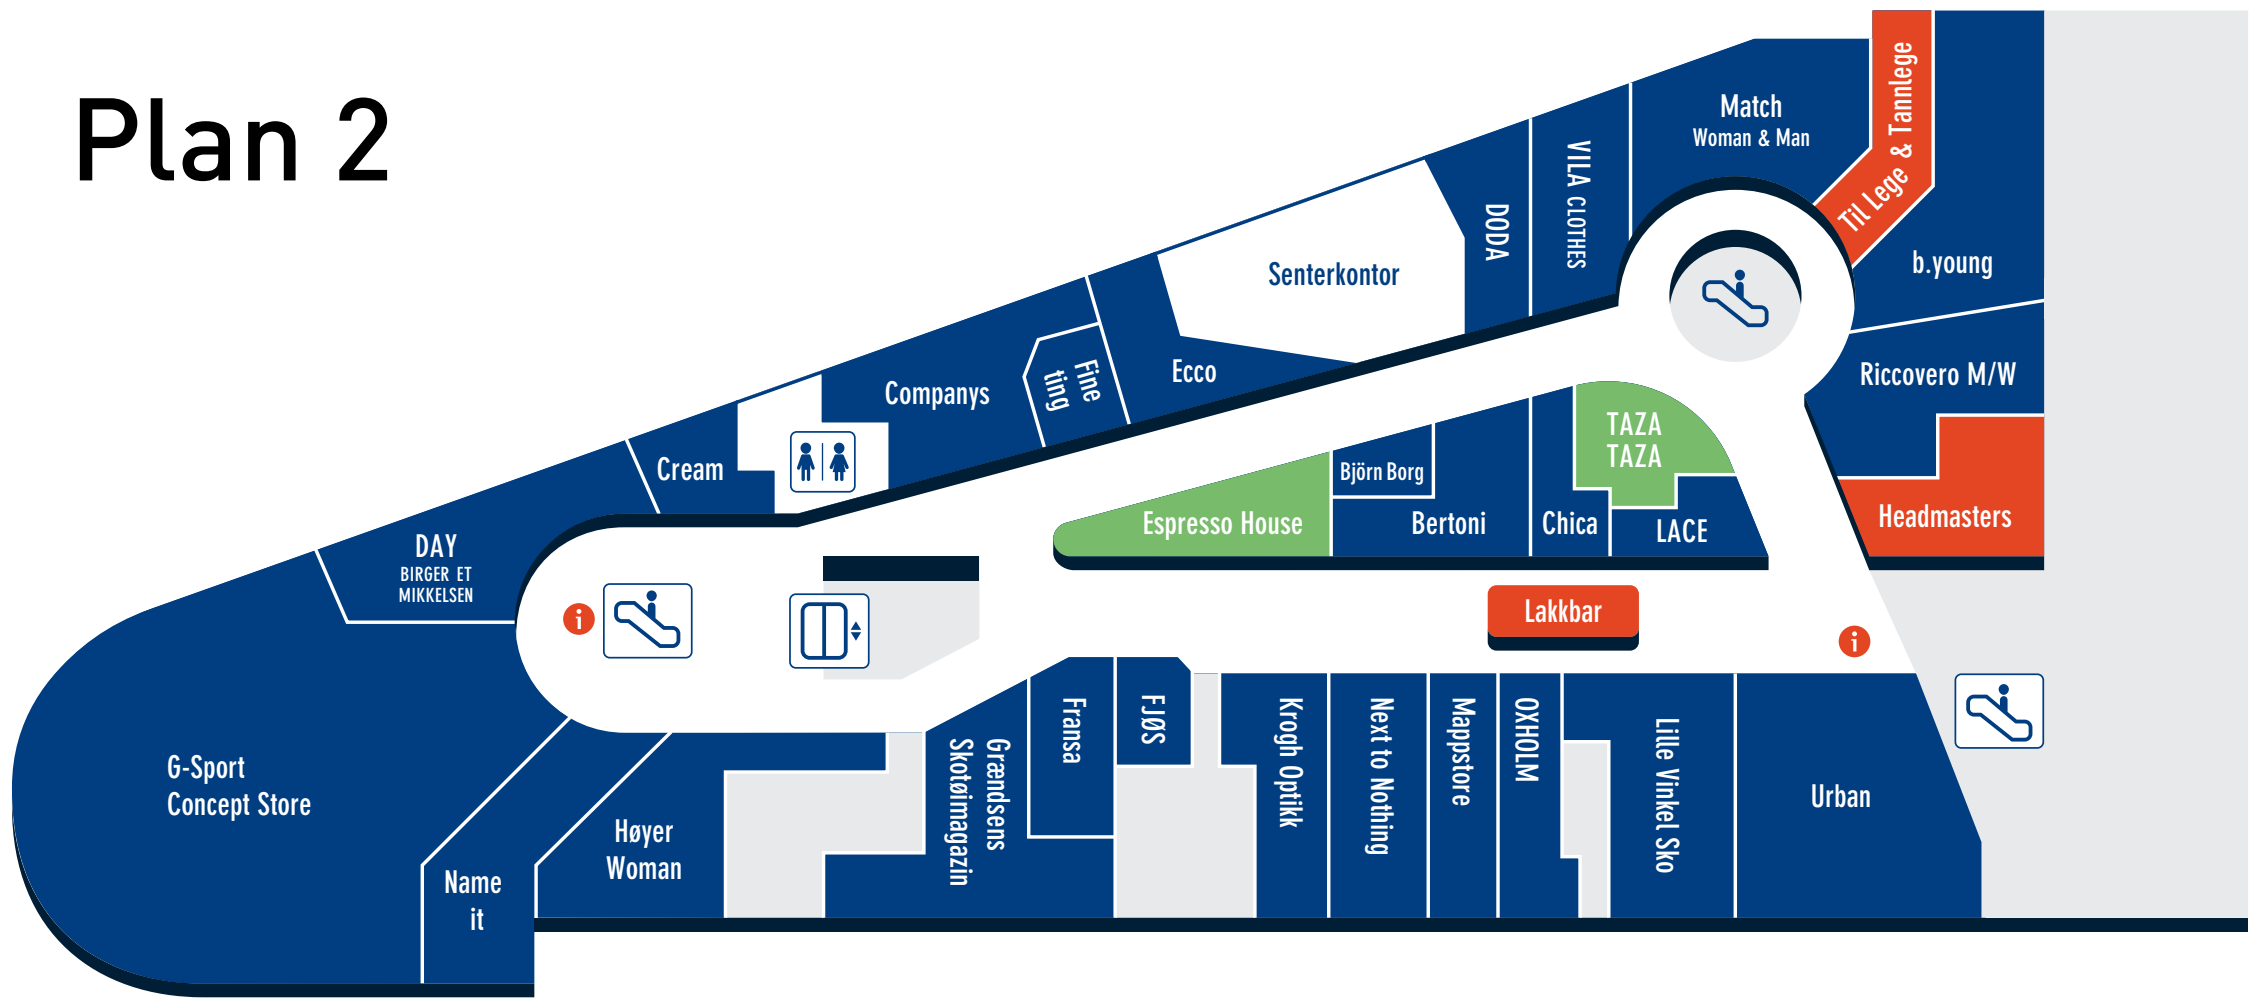 Plan 2
Match
Woman & Man
Til Lege & Tannlege
VILA CLOTHES
DODA
b.young
Senterkontor
Ecco
Fine
ting
Companys
Cream
Riccovero M/W
TAZA
TAZA
Björn Borg
Espresso House
Bertoni
Chica
LACE
Headmasters
DAY
BIRGER ET
MIKKELSEN
i
Lakkbar
i
G-Sport
Concept Store
Name
it
Høyer
Woman
Grændsens
Skotøimagazin
Fransa
FJØS
Krogh Optikk
Next to Nothing
Mappstore
OXHOLM
Lille Vinkel Sko
Urban